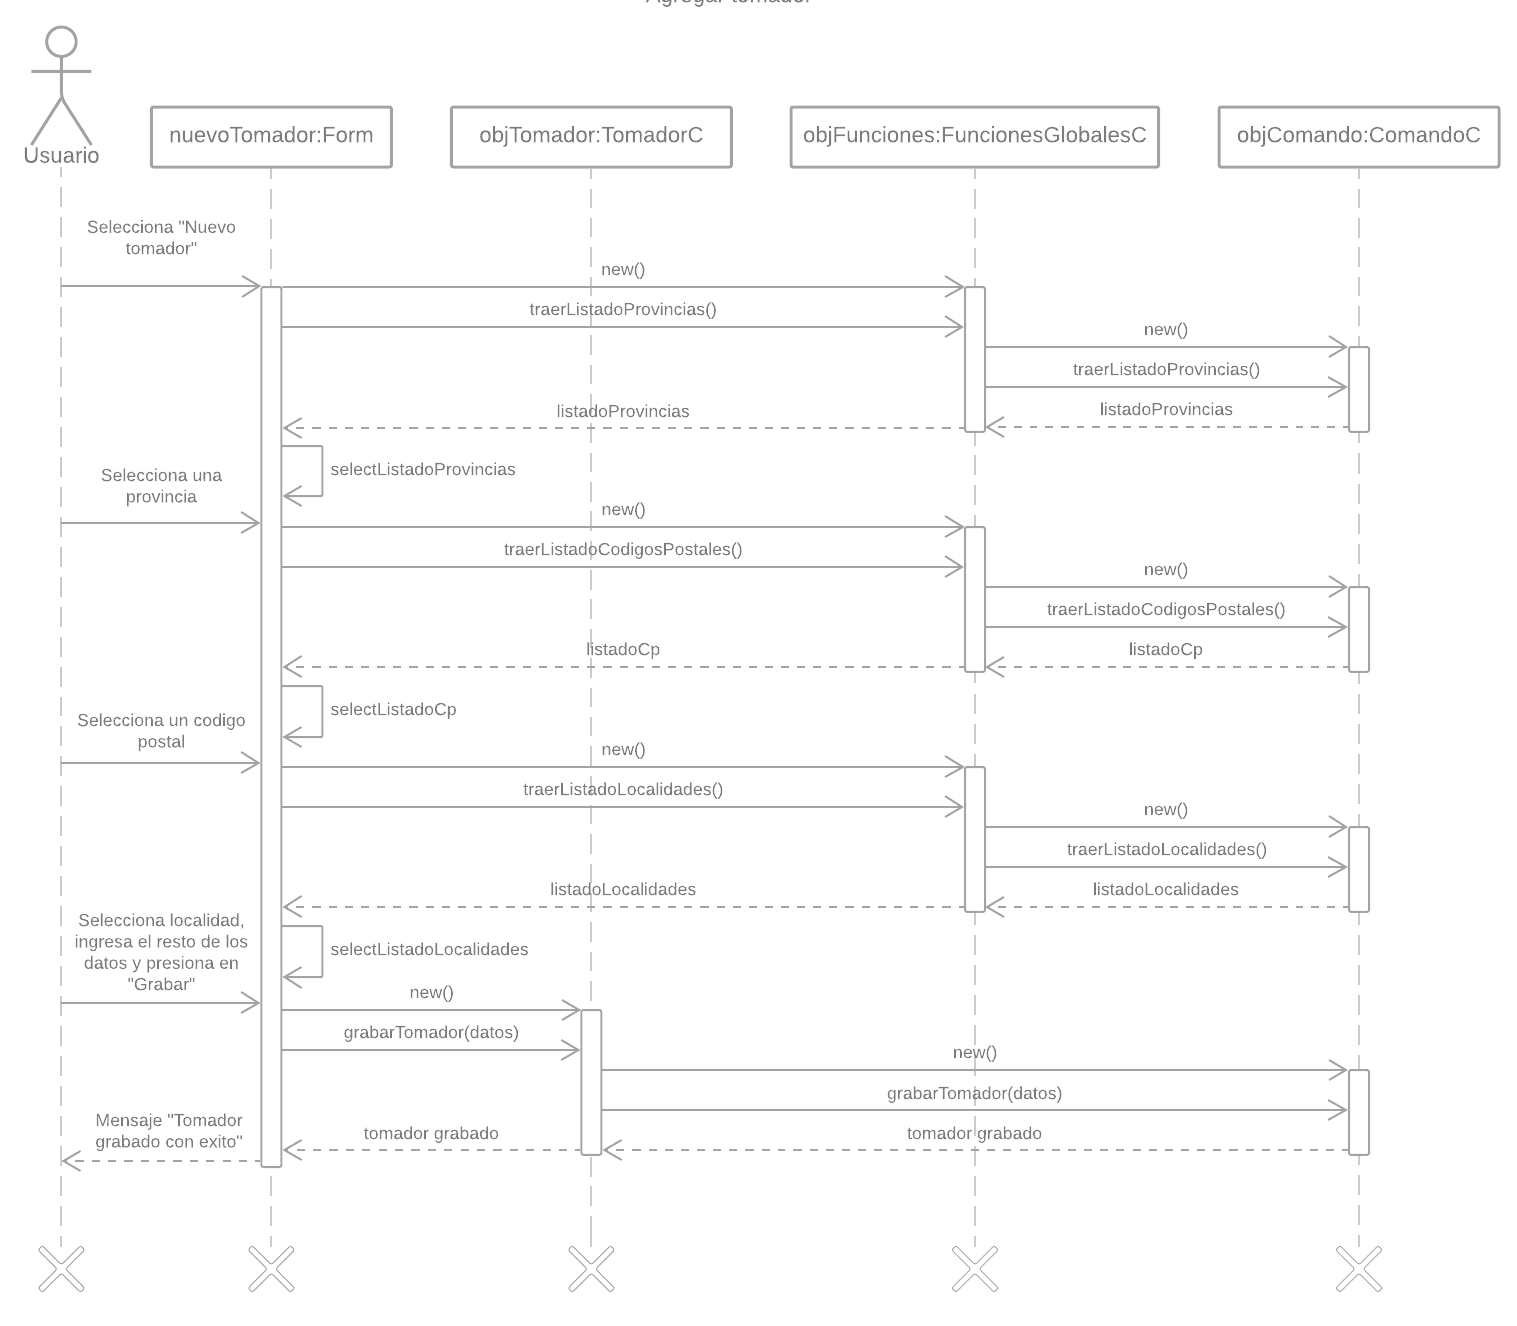 Agregar tomador
Usuario
nuevoTomador:Form
objTomador:TomadorC
objFunciones:FuncionesGlobalesC
objComando:ComandoC
Selecciona "Nuevo
tomador"
new()
traerListadoProvincias()
new()
traerListadoProvincias()
listadoProvincias
listadoProvincias
selectListadoProvincias
Selecciona una
provincia
new()
traerListadoCodigosPostales()
new()
traerListadoCodigosPostales()
listadoCp
listadoCp
selectListadoCp
Selecciona un codigo
postal
new()
traerListadoLocalidades()
new()
traerListadoLocalidades()
listadoLocalidades
listadoLocalidades
selectListadoLocalidades
Selecciona localidad,
ingresa el resto de los
datos y presiona en
"Grabar"
new()
grabarTomador(datos)
new()
grabarTomador(datos)
tomador grabado
tomador grabado
Mensaje "Tomador
grabado con exito"